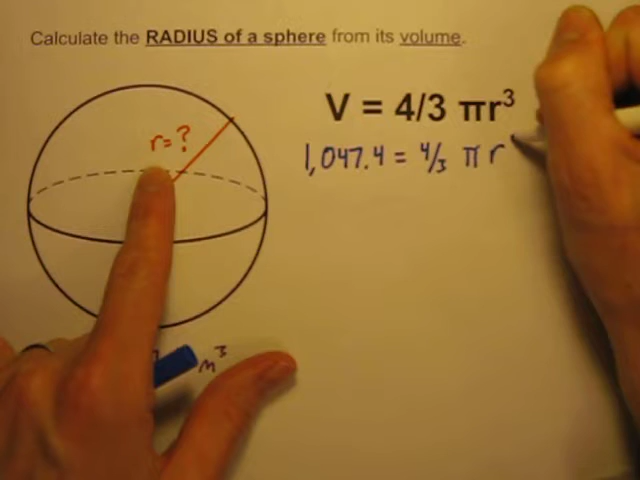 Calculate the RADIUS of a sphere from its volume.
V = 4/3 πr³
r = ?
1,047.4 = 4/3 π r
m³